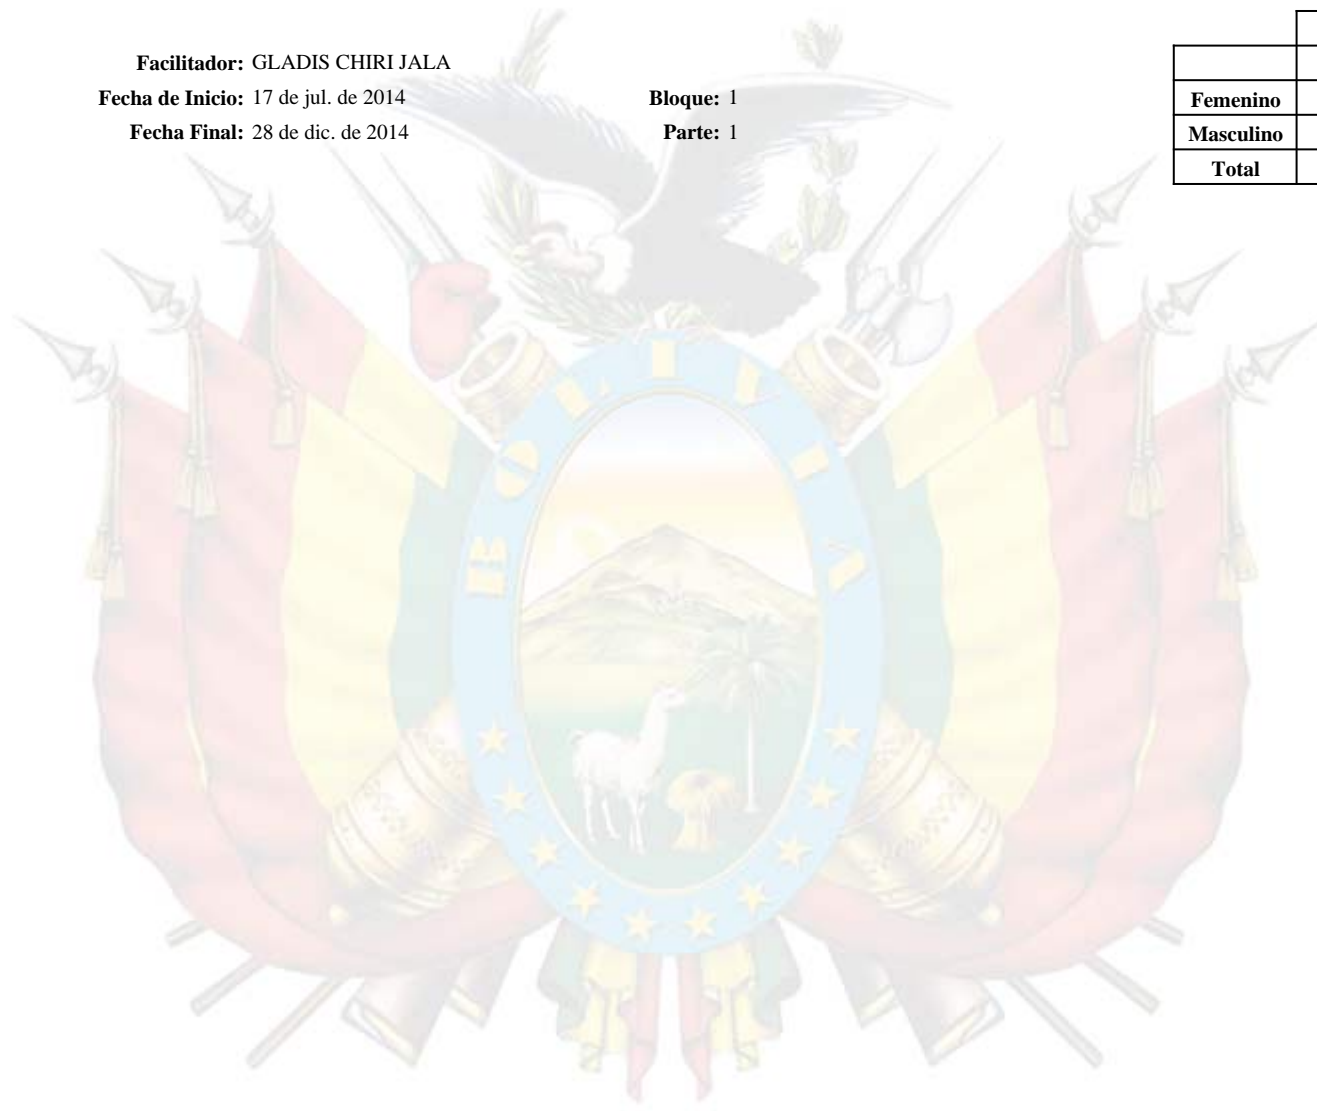 Facilitador: GLADIS CHIRI JALA
Fecha de Inicio: 17 de jul. de 2014 Bloque: 1
Fecha Final: 28 de dic. de 2014 Parte: 1
Femenino
Masculino
Total
BOLIVIA